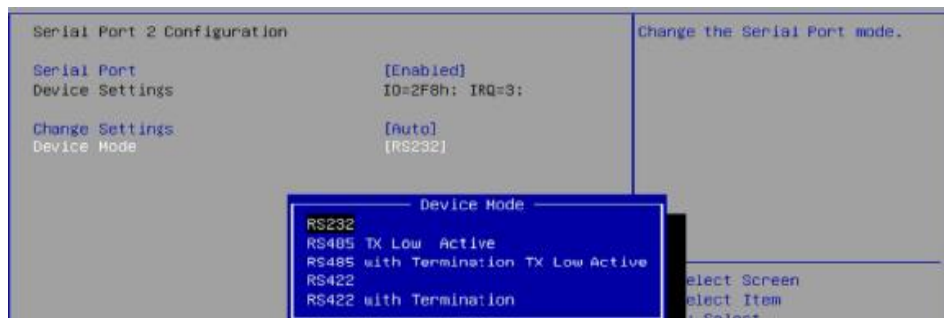 Serial Port 2 Configuration
Change the Serial Port mode.
Serial Port [Enabled]
Device Settings IO=2F8h; IRQ=3;
Change Settings [Auto]
Device Mode [RS232]
Device Mode
RS232
RS485 TX Low Active
RS485 with Termination TX Low Active
RS422
RS422 with Termination
elect Screen
elect Item